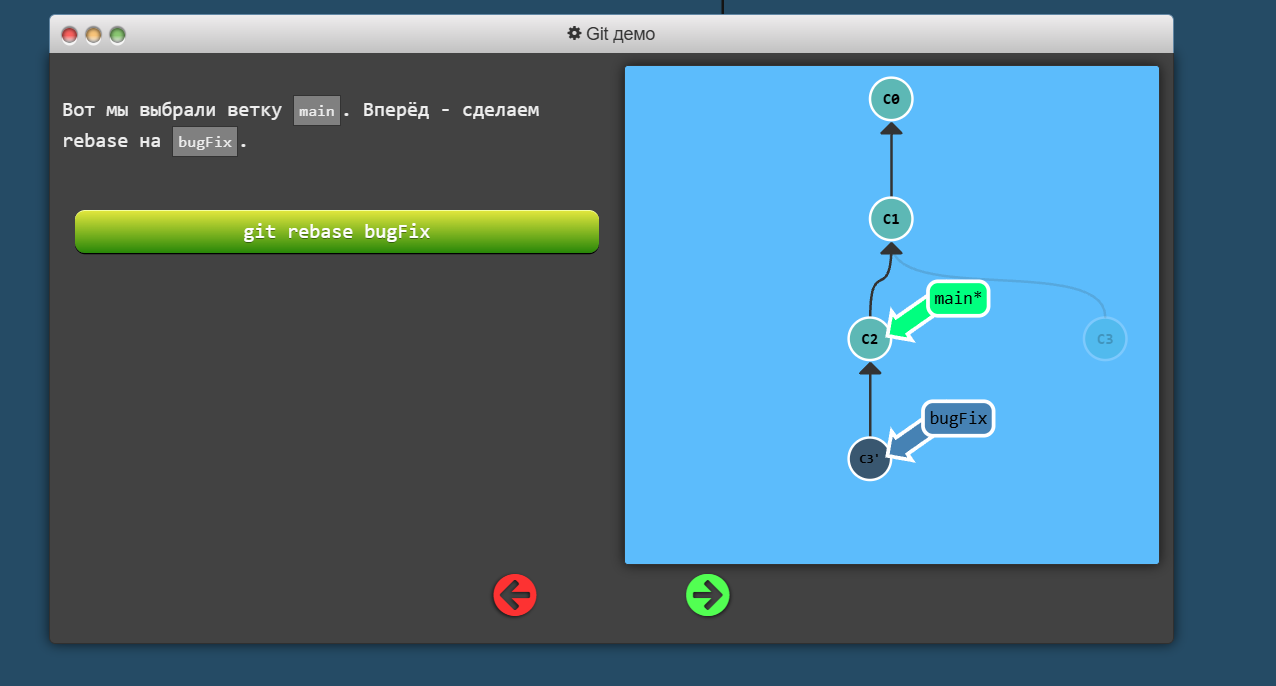 Git демо
Вот мы выбрали ветку main. Вперёд - сделаем
rebase на bugFix.
git rebase bugFix
C0
C1
main*
C2
C3
bugFix
C3'